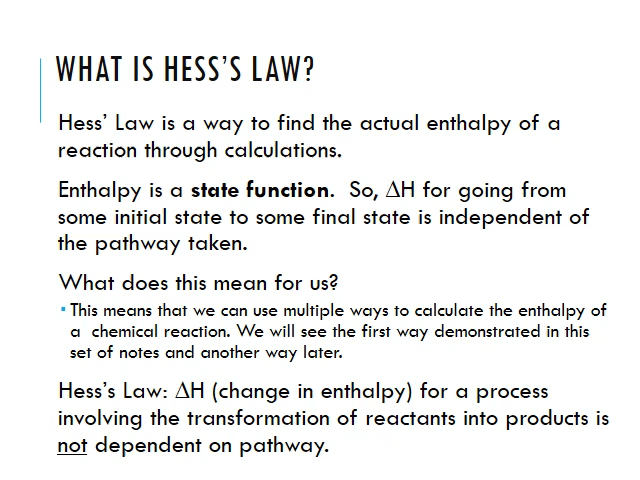 WHAT IS HESS'S LAW?
Hess' Law is a way to find the actual enthalpy of a
reaction through calculations.
Enthalpy is a state function. So, ΔH for going from
some initial state to some final state is independent of
the pathway taken.
What does this mean for us?
▪ This means that we can use multiple ways to calculate the enthalpy of
a chemical reaction. We will see the first way demonstrated in this
set of notes and another way later.
Hess's Law: ΔH (change in enthalpy) for a process
involving the transformation of reactants into products is
not dependent on pathway.